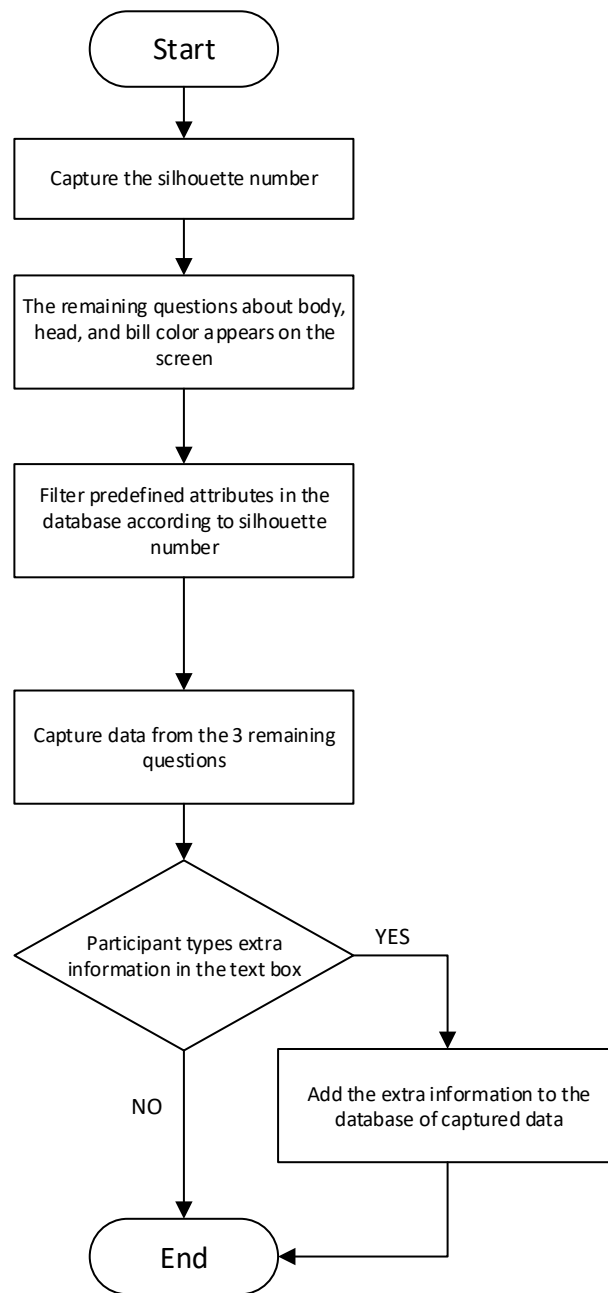 Start
Capture the silhouette number
The remaining questions about body,
head, and bill color appears on the
screen
Filter predefined attributes in the
database according to silhouette
number
Capture data from the 3 remaining
questions
Participant types extra
information in the text box
YES
NO
Add the extra information to the
database of captured data
End